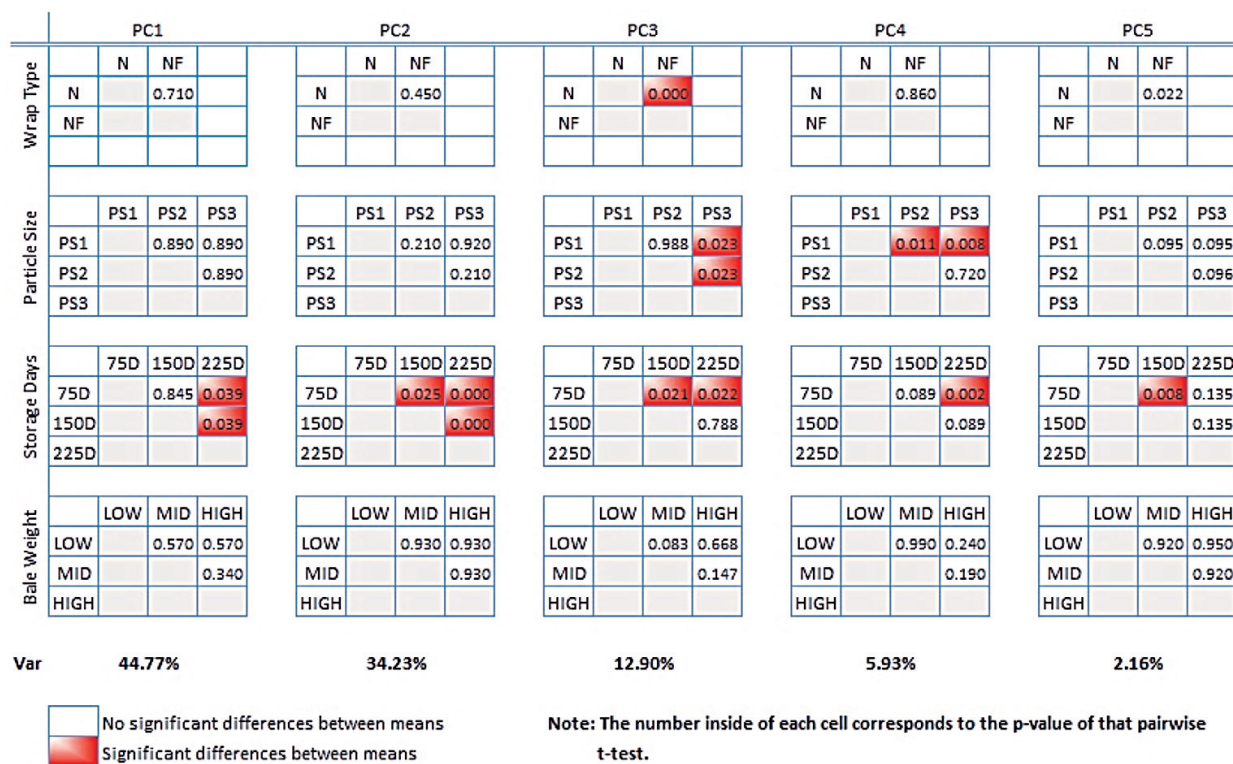 PC1 PC2 PC3 PC4 PC5
Wrap Type
N NF N NF N NF N NF N NF
N 0.710 N 0.450 N 0.000 N 0.860 N 0.022
NF NF NF NF NF
Particle Size
PS1 PS2 PS3 PS1 PS2 PS3 PS1 PS2 PS3 PS1 PS2 PS3 PS1 PS2 PS3
PS1 0.890 0.890 PS1 0.210 0.920 PS1 0.988 0.023 PS1 0.011 0.008 PS1 0.095 0.095
PS2 0.890 PS2 0.210 PS2 0.023 PS2 0.720 PS2 0.096
PS3 PS3 PS3 PS3 PS3
Storage Days
75D 150D 225D 75D 150D 225D 75D 150D 225D 75D 150D 225D 75D 150D 225D
75D 0.845 0.039 75D 0.025 0.000 75D 0.021 0.022 75D 0.089 0.002 75D 0.008 0.135
150D 0.039 150D 0.000 150D 0.788 150D 0.089 150D 0.135
225D 225D 225D 225D 225D
Bale Weight
LOW MID HIGH LOW MID HIGH LOW MID HIGH LOW MID HIGH LOW MID HIGH
LOW 0.570 0.570 LOW 0.930 0.930 LOW 0.083 0.668 LOW 0.990 0.240 LOW 0.920 0.950
MID 0.340 MID 0.930 MID 0.147 MID 0.190 MID 0.920
HIGH HIGH HIGH HIGH HIGH
Var 44.77% 34.23% 12.90% 5.93% 2.16%
No significant differences between means
Significant differences between means
Note: The number inside of each cell corresponds to the p-value of that pairwise
t-test.